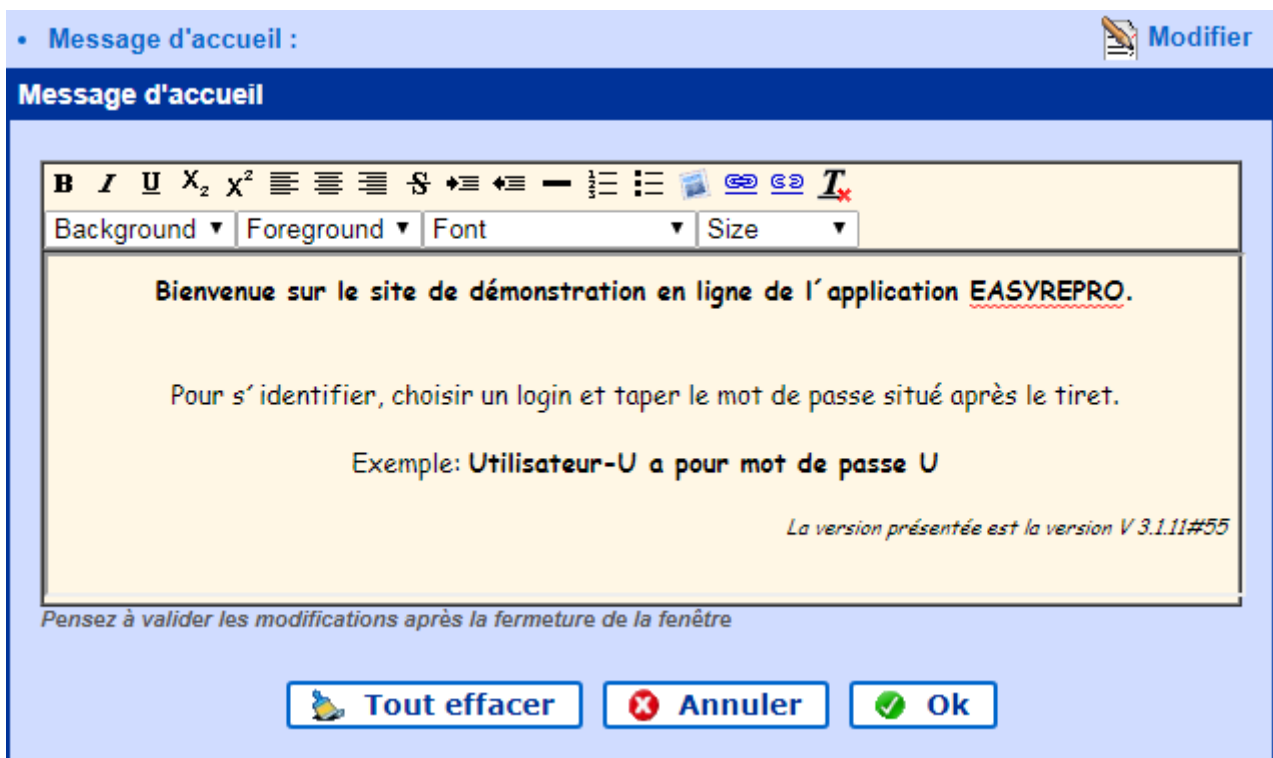 • Message d'accueil : Modifier
Message d'accueil
B I U X₂ X² S T
Background Foreground Font Size
Bienvenue sur le site de démonstration en ligne de l´application EASYREPRO.
Pour s´ identifier, choisir un login et taper le mot de passe situé après le tiret.
Exemple: Utilisateur-U a pour mot de passe U
La version présentée est la version V 3.1.11#55
Pensez à valider les modifications après la fermeture de la fenêtre
Tout effacer Annuler Ok